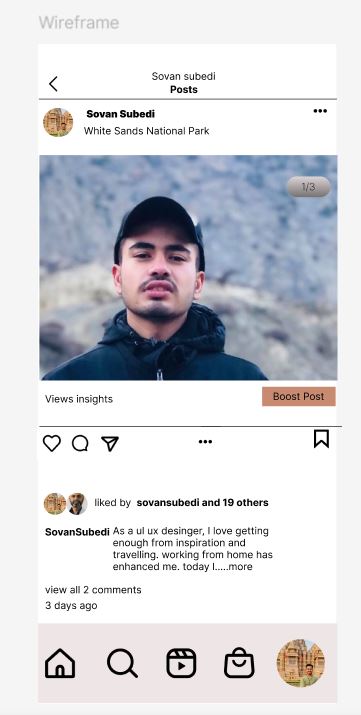 Wireframe
Sovan subedi
Posts
Sovan Subedi
White Sands National Park
1/3
Views insights
Boost Post
liked by sovansubedi and 19 others
SovanSubedi As a uI ux desinger, I love getting
enough from inspiration and
travelling. working from home has
enhanced me. today I.....more
view all 2 comments
3 days ago